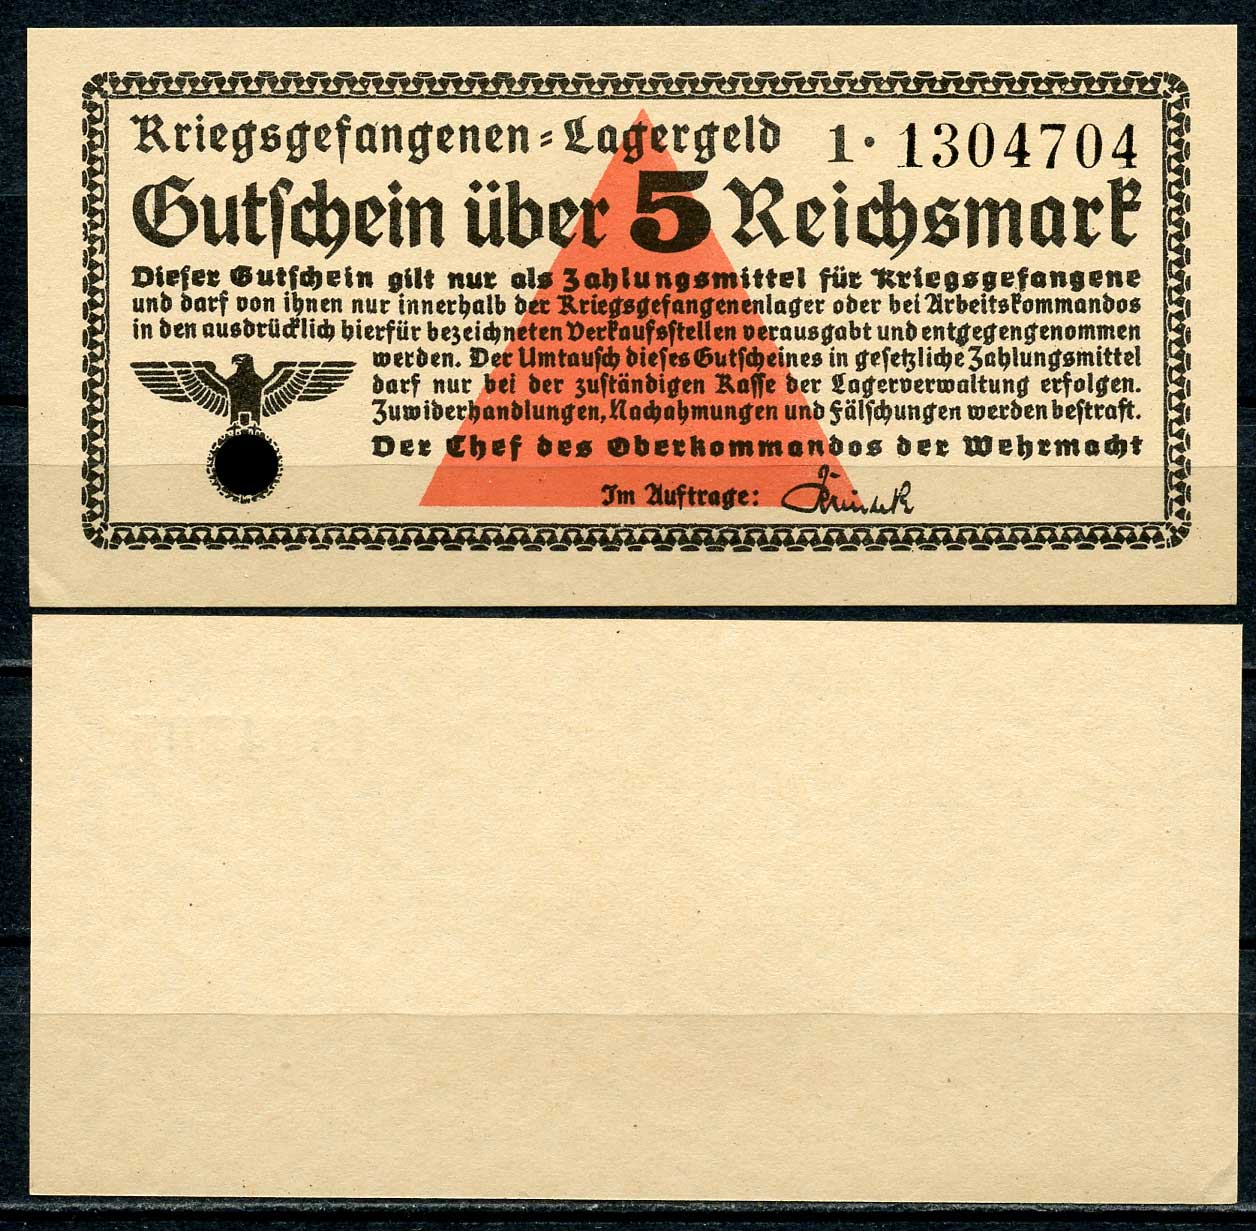 Kriegsgefangenen=Lagergeld 1·1304704
Gutschein über 5 Reichsmark
Dieser Gutschein gilt nur als Zahlungsmittel für Kriegsgefangene
und darf von ihnen nur innerhalb der Kriegsgefangenenlager oder bei Arbeitskommandos
in den ausdrücklich hierfür bezeichneten Verkaufsstellen verausgabt und entgegengenommen
werden. Der Umtausch dieses Gutscheines in gesetzliche Zahlungsmittel
darf nur bei der zuständigen Kasse der Lagerverwaltung erfolgen.
Zuwiderhandlungen, Nachahmungen und Fälschungen werden bestraft.
Der Chef des Oberkommandos der Wehrmacht
Im Auftrage: